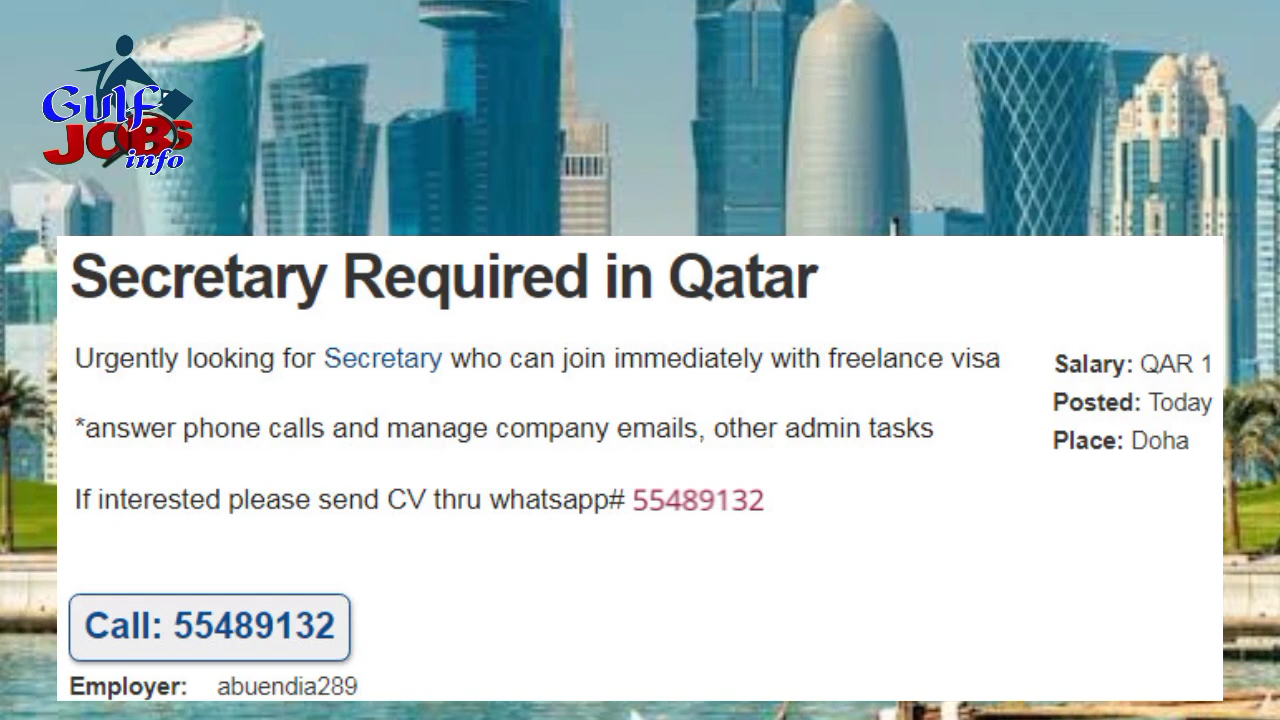 Gulf
JOBS
info
Secretary Required in Qatar
Urgently looking for Secretary who can join immediately with freelance visa
*answer phone calls and manage company emails, other admin tasks
If interested please send CV thru whatsapp# 55489132
Salary: QAR 1
Posted: Today
Place: Doha
Call: 55489132
Employer: abuendia289